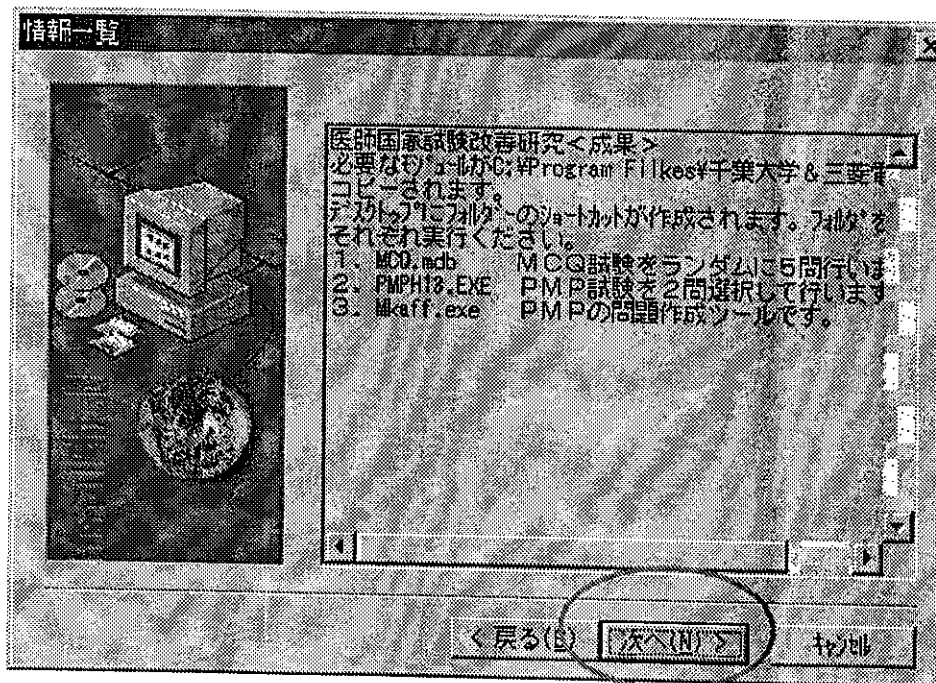 情報一覧
医師国家試験改善研究<成果>
必要なﾓｼﾞｭｰﾙがC:¥Program Filkes¥千葉大学&三菱電
コピーされます。
ﾃﾞｽｸﾄｯﾌﾟにﾌｫﾙﾀﾞｰのｼｮｰﾄｶｯﾄが作成されます。ﾌｫﾙﾀﾞを
それぞれ実行ください。
1. MCQ.mdb MCQ試験をランダムに5問行いま
2. PMPH13.EXE PMP試験を2問選択して行います
3. Mkaff.exe PMPの問題作成ツールです。
< 戻る(B) 次へ(N) > ｷｬﾝｾﾙ